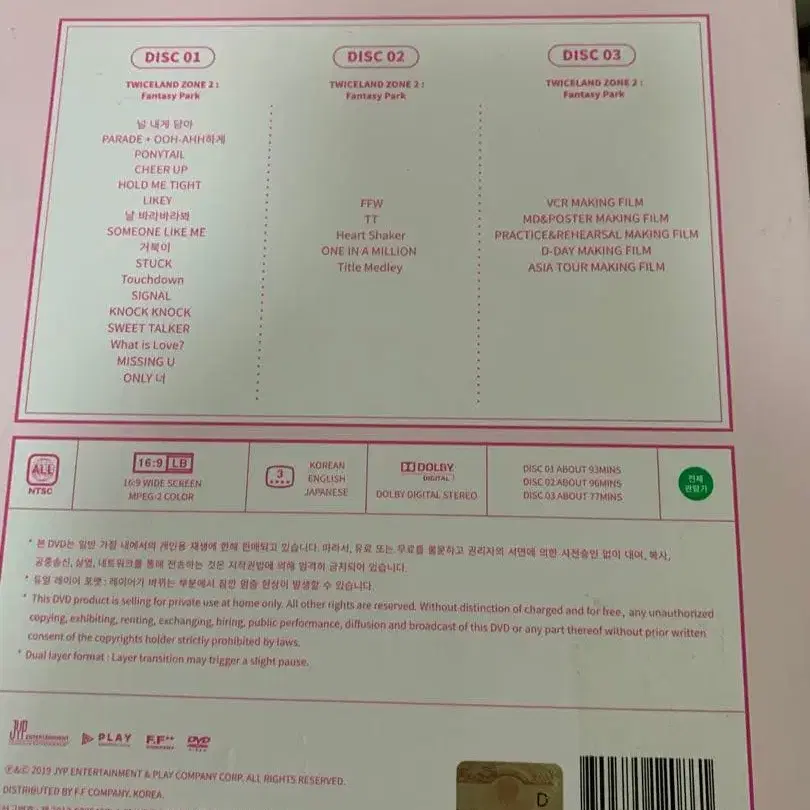 DISC 01
TWICELAND ZONE 2 :
Fantasy Park
널 내게 담아
PARADE + OOH-AHH하게
PONYTAIL
CHEER UP
HOLD ME TIGHT
LIKEY
날 바라바라봐
SOMEONE LIKE ME
거북이
STUCK
Touchdown
SIGNAL
KNOCK KNOCK
SWEET TALKER
What is Love?
MISSING U
ONLY 너
DISC 02
TWICELAND ZONE 2 :
Fantasy Park
FFW
TT
Heart Shaker
ONE IN A MILLION
Title Medley
DISC 03
TWICELAND ZONE 2 :
Fantasy Park
VCR MAKING FILM
MD&POSTER MAKING FILM
PRACTICE&REHEARSAL MAKING FILM
D-DAY MAKING FILM
ASIA TOUR MAKING FILM
ALL
NTSC
16:9 LB
16:9 WIDE SCREEN
MPEG-2 COLOR
3
KOREAN
ENGLISH
JAPANESE
DOLBY
DIGITAL
DOLBY DIGITAL STEREO
DISC 01 ABOUT 93MINS
DISC 02 ABOUT 96MINS
DISC 03 ABOUT 77MINS
전체
관람가
* 본 DVD는 일반 가정 내에서의 개인용 재생에 한해 판매되고 있습니다. 따라서, 유료 또는 무료를 불문하고 권리자의 서면에 의한 사전승인 없이 대여, 복사,
공중송신, 상영, 네트워크를 통해 전송하는 것은 저작권법에 의해 엄격히 금지되어 있습니다.
* 듀얼 레이어 포맷 : 레이어가 바뀌는 부분에서 잠깐 멈춤 현상이 발생할 수 있습니다.
* This DVD product is selling for private use at home only. All other rights are reserved. Without distinction of charged and for free, any unauthorized
copying, exhibiting, renting, exchanging, hiring, public performance, diffusion and broadcast of this DVD or any part thereof without prior written
consent of the copyrights holder strictly prohibited by laws.
* Dual layer format : Layer transition may trigger a slight pause.
JYP ENTERTAINMENT PLAY F.F DVD
℗&© 2019 JYP ENTERTAINMENT & PLAY COMPANY CORP. ALL RIGHTS RESERVED.
DISTRIBUTED BY F.F COMPANY. KOREA.
D